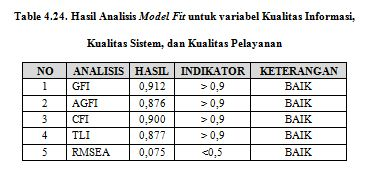 Table 4.24. Hasil Analisis Model Fit untuk variabel Kualitas Informasi,
Kualitas Sistem, dan Kualitas Pelayanan
NO ANALISIS HASIL INDIKATOR KETERANGAN
1 GFI 0,912 > 0,9 BAIK
2 AGFI 0,876 > 0,9 BAIK
3 CFI 0,900 > 0,9 BAIK
4 TLI 0,877 > 0,9 BAIK
5 RMSEA 0,075 <0,5 BAIK